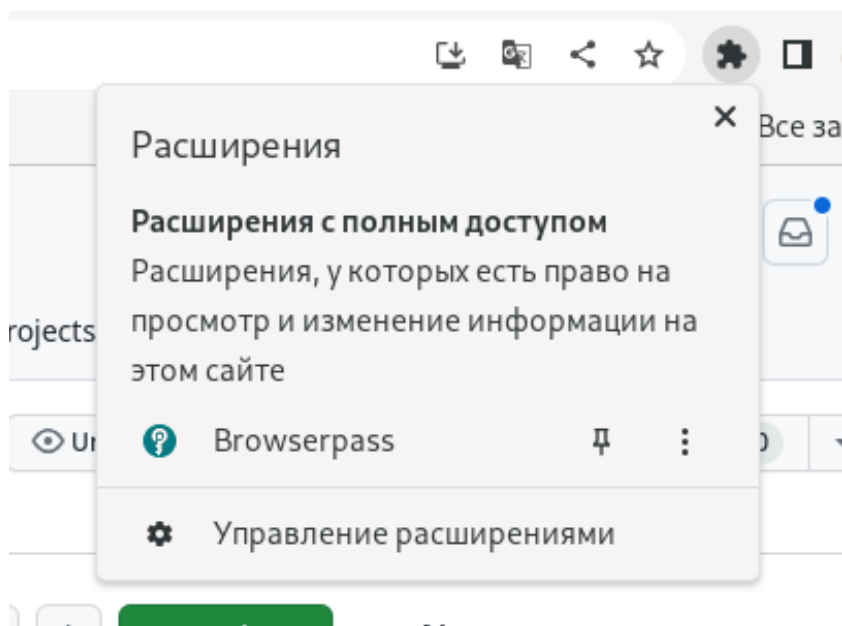 Все за
Расширения
Расширения с полным доступом
Расширения, у которых есть право на
просмотр и изменение информации на
этом сайте
rojects
Browserpass
Управление расширениями